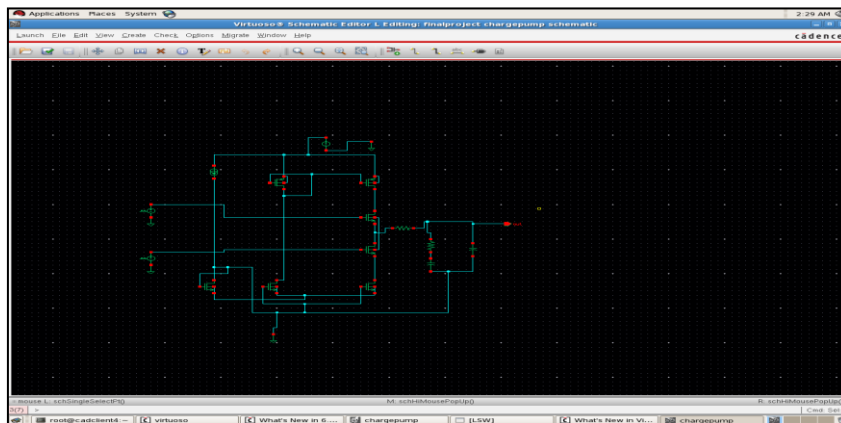 Applications Places System 2:29 AM
Virtuoso® Schematic Editor L Editing: finalproject chargepump schematic
Launch File Edit View Create Check Options Migrate Window Help cādence
mouse L: schSingleSelectPt() M: schHiMousePopUp() R: schHiMousePopUp()
>
root@cadclient4:~ virtuoso What's New in 6.... chargepump [LSW] What's New in Vi... chargepump